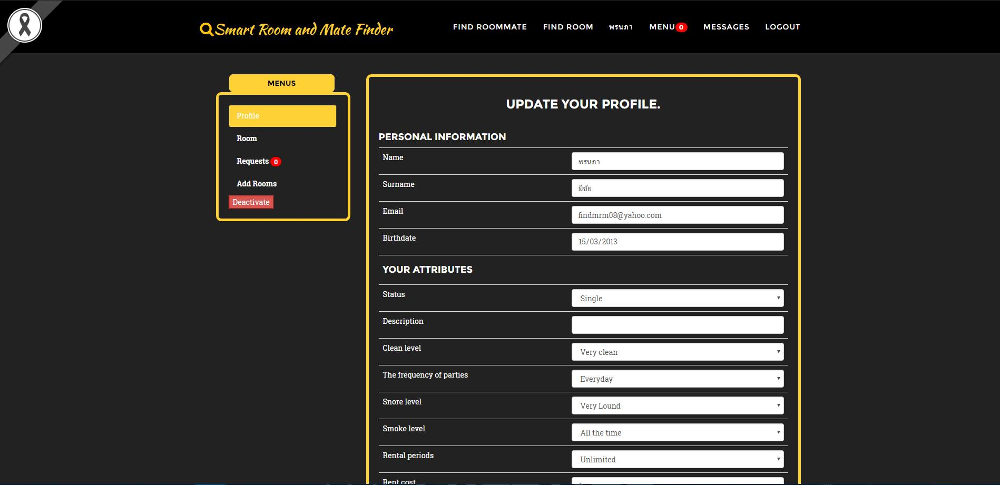 Smart Room and Mate Finder
FIND ROOMMATE FIND ROOM พรนภา MENU 0 MESSAGES LOGOUT
MENUS
Profile
Room
Requests 0
Add Rooms
Deactivate
UPDATE YOUR PROFILE.
PERSONAL INFORMATION
Name พรนภา
Surname มีชัย
Email findmrm08@yahoo.com
Birthdate 15/03/2013
YOUR ATTRIBUTES
Status Single
Description
Clean level Very clean
The frequency of parties Everyday
Snore level Very Lound
Smoke level All the time
Rental periods Unlimited
Rent cost